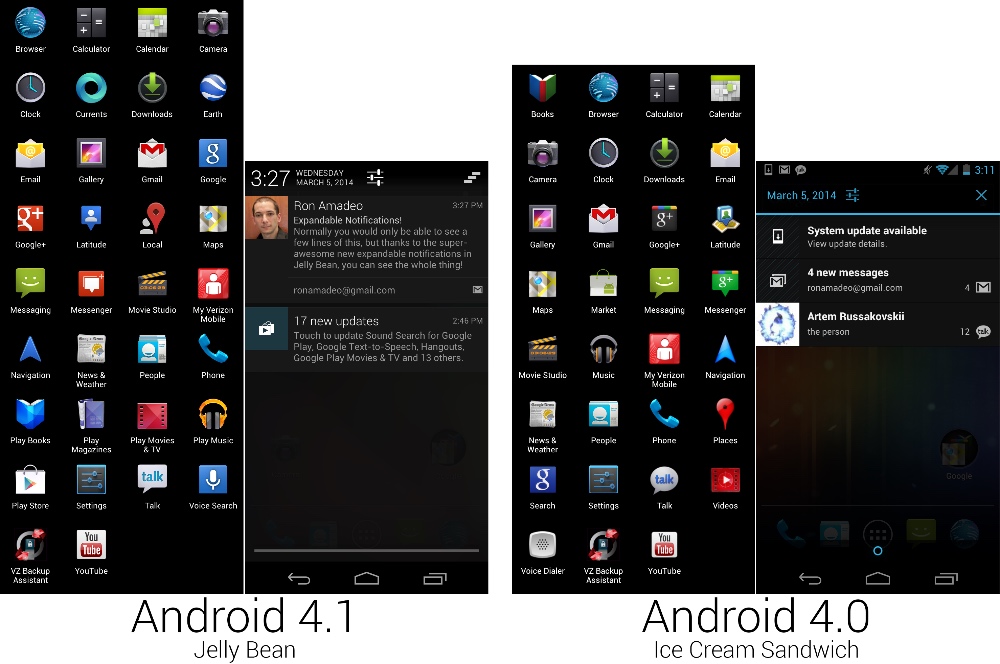 Browser Calculator Calendar Camera
Clock Currents Downloads Earth
Email Gallery Gmail Google
Google+ Latitude Local Maps
Messaging Messenger Movie Studio My Verizon
Mobile
Navigation News & People Phone
Weather
Play Books Play Play Movies Play Music
Magazines & TV
talk
Play Store Settings Talk Voice Search
You
Tube
VZ Backup YouTube
Assistant
3:27 WEDNESDAY
MARCH 5, 2014
Ron Amadeo 3:27 PM
Expandable Notifications!
Normally you would only be able to see a
few lines of this, but thanks to the super-
awesome new expandable notifications in
Jelly Bean, you can see the whole thing!
ronamadeo@gmail.com
17 new updates 2:46 PM
Touch to update Sound Search for Google
Play, Google Text-to-Speech, Hangouts,
Google Play Movies & TV and 13 others.
Android 4.1
Jelly Bean
Books Browser Calculator Calendar
Camera Clock Downloads Email
Gallery Gmail Google+ Latitude
Maps Market Messaging Messenger
Movie Studio Music My Verizon Navigation
Mobile
News & People Phone Places
Weather
talk
Search Settings Talk Videos
You
Tube
Voice Dialer VZ Backup YouTube
Assistant
3:11
March 5, 2014
System update available
View update details.
4 new messages
ronamadeo@gmail.com 4
Artem Russakovskii
the person 12 talk
Google
Android 4.0
Ice Cream Sandwich